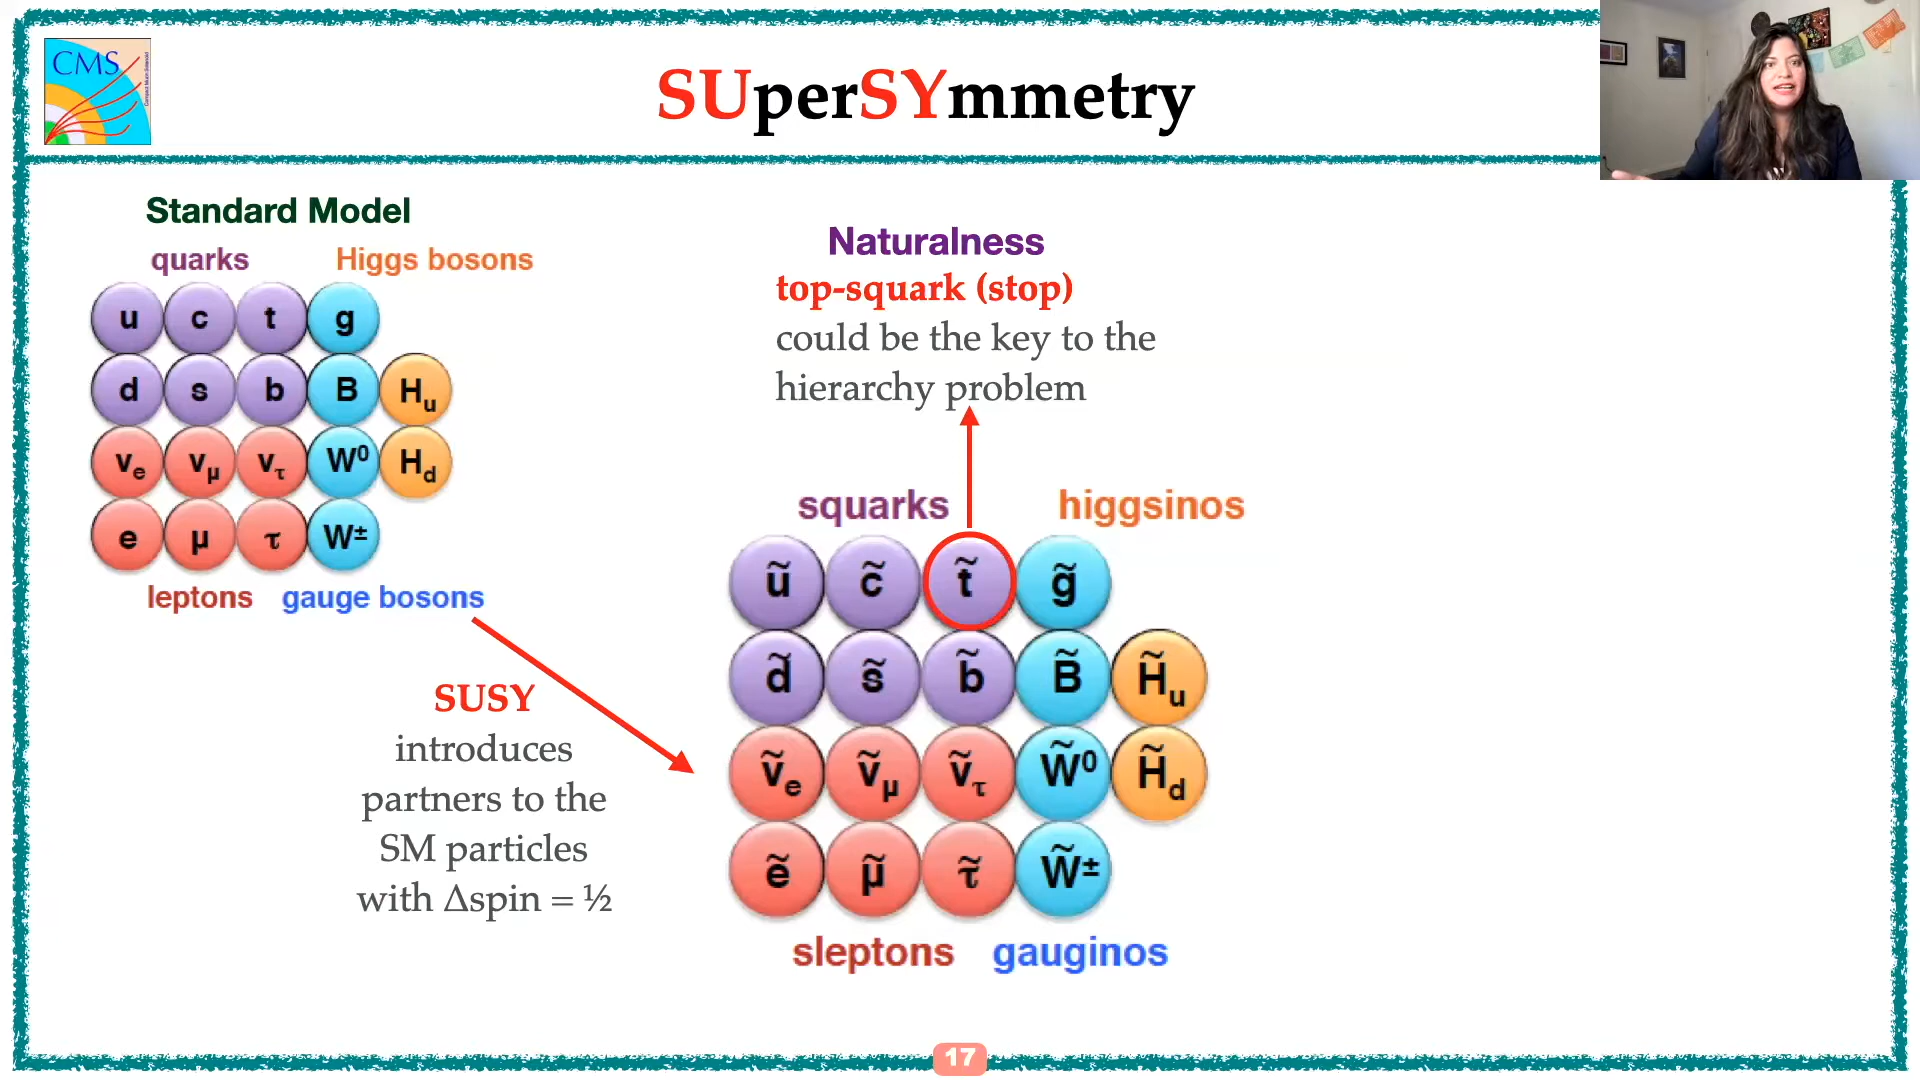 CMS
SUperSYmmetry
Standard Model
quarks Higgs bosons
u c t g
d s b B Hu
νe νμ ντ W⁰ Hd
e μ τ W±
leptons gauge bosons
SUSY
introduces
partners to the
SM particles
with Δspin = ½
Naturalness
top-squark (stop)
could be the key to the
hierarchy problem
squarks higgsinos
ũ c̃ t̃ g̃
d̃ s̃ b̃ B̃ H̃u
ν̃e ν̃μ ν̃τ W̃⁰ H̃d
ẽ μ̃ τ̃ W̃±
sleptons gauginos
17